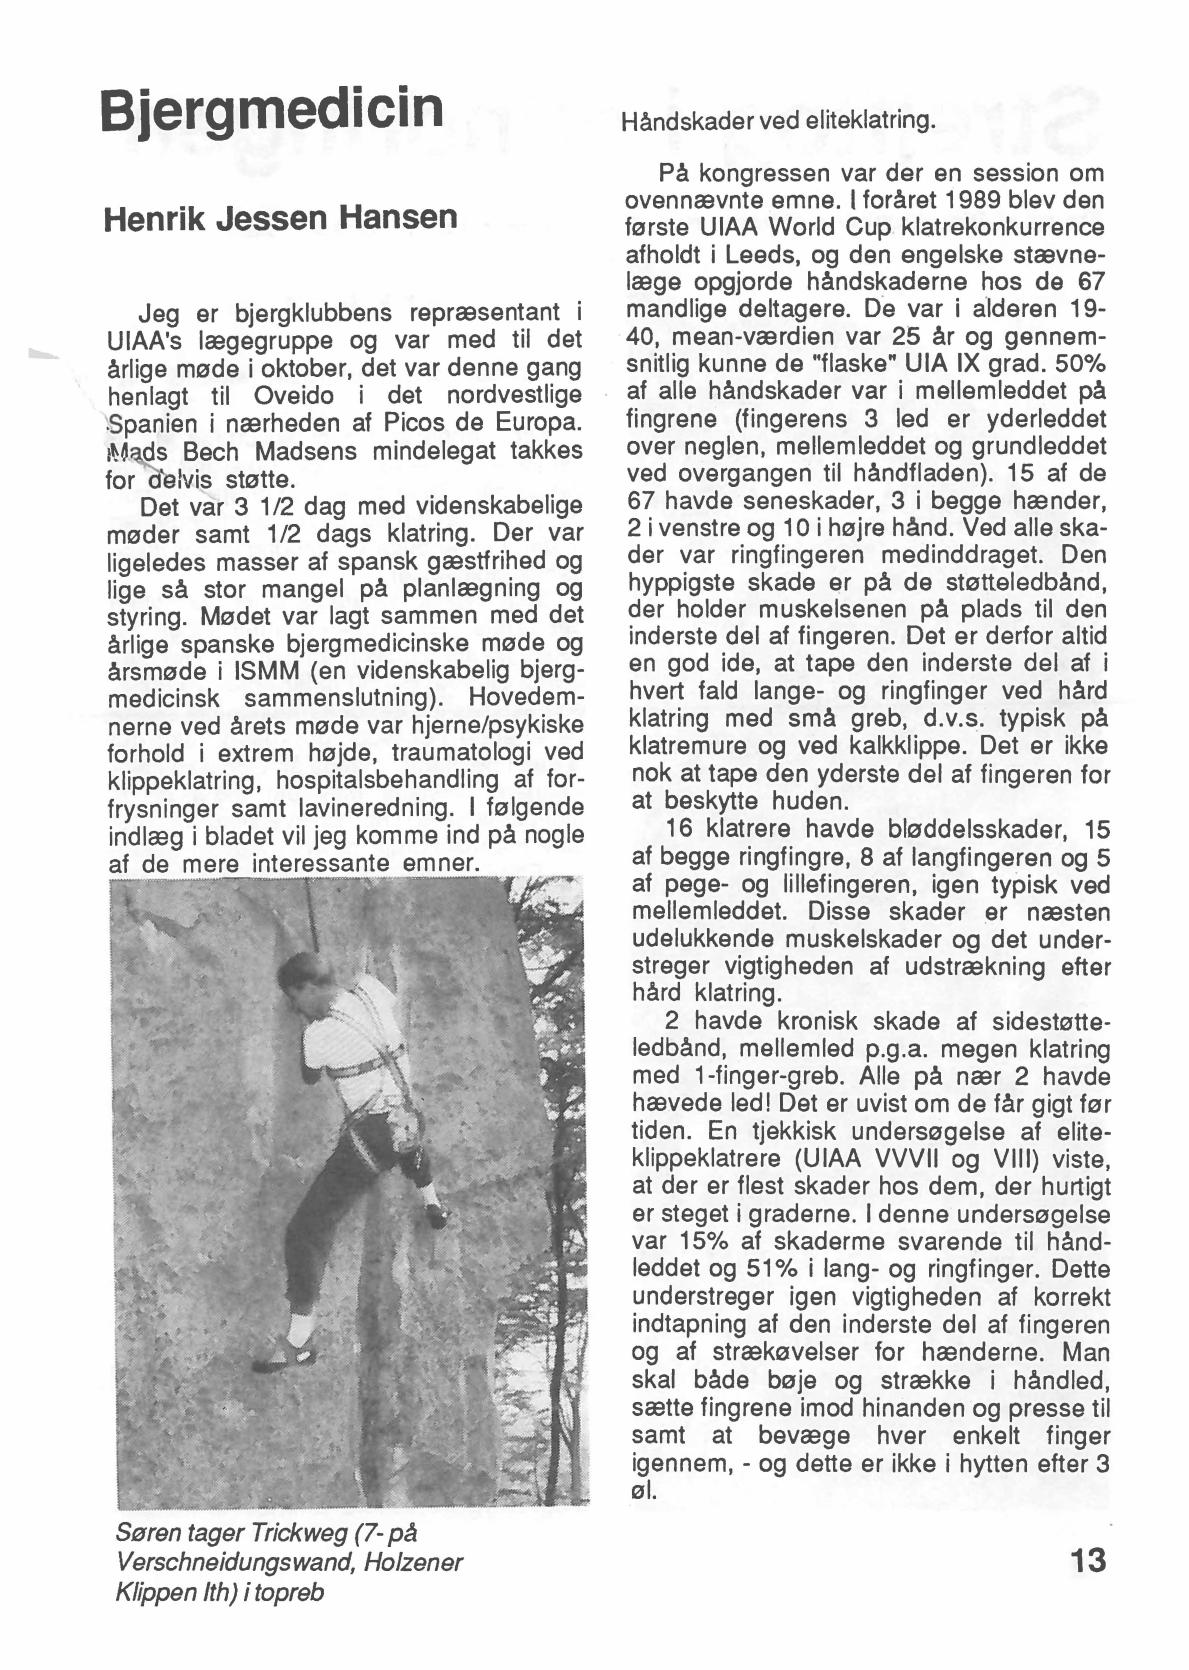 Bjergmedicin
Henrik Jessen Hansen
Jeg er bjergklubbens repræsentant i
UIAA's lægegruppe og var med til det
årlige møde i oktober, det var denne gang
henlagt til Oveido i det nordvestlige
Spanien i nærheden af Picos de Europa.
Mads Bech Madsens mindelegat takkes
for delvis støtte.
Det var 3 1/2 dag med videnskabelige
møder samt 1/2 dags klatring. Der var
ligeledes masser af spansk gæstfrihed og
lige så stor mangel på planlægning og
styring. Mødet var lagt sammen med det
årlige spanske bjergmedicinske møde og
årsmøde i ISMM (en videnskabelig bjerg-
medicinsk sammenslutning). Hovedem-
nerne ved årets møde var hjerne/psykiske
forhold i extrem højde, traumatologi ved
klippeklatring, hospitalsbehandling af for-
frysninger samt lavineredning. I følgende
indlæg i bladet vil jeg komme ind på nogle
af de mere interessante emner.
Søren tager Trickweg (7- på
Verschneidungswand, Holzener
Klippen Ith) i topreb
Håndskader ved eliteklatring.
På kongressen var der en session om
ovennævnte emne. I foråret 1989 blev den
første UIAA World Cup klatrekonkurrence
afholdt i Leeds, og den engelske stævne-
læge opgjorde håndskaderne hos de 67
mandlige deltagere. De var i alderen 19-
40, mean-værdien var 25 år og gennem-
snitlig kunne de "flaske" UIA IX grad. 50%
af alle håndskader var i mellemleddet på
fingrene (fingerens 3 led er yderleddet
over neglen, mellemleddet og grundleddet
ved overgangen til håndfladen). 15 af de
67 havde seneskader, 3 i begge hænder,
2 i venstre og 10 i højre hånd. Ved alle ska-
der var ringfingeren medinddraget. Den
hyppigste skade er på de støtteledbånd,
der holder muskelsenen på plads til den
inderste del af fingeren. Det er derfor altid
en god ide, at tape den inderste del af i
hvert fald lange- og ringfinger ved hård
klatring med små greb, d.v.s. typisk på
klatremure og ved kalkklippe. Det er ikke
nok at tape den yderste del af fingeren for
at beskytte huden.
16 klatrere havde bløddelsskader, 15
af begge ringfingre, 8 af langfingeren og 5
af pege- og lillefingeren, igen typisk ved
mellemleddet. Disse skader er næsten
udelukkende muskelskader og det under-
streger vigtigheden af udstrækning efter
hård klatring.
2 havde kronisk skade af sidestøtte-
ledbånd, mellemled p.g.a. megen klatring
med 1-finger-greb. Alle på nær 2 havde
hævede led! Det er uvist om de får gigt før
tiden. En tjekkisk undersøgelse af elite-
klippeklatrere (UIAA VVVII og VIII) viste,
at der er flest skader hos dem, der hurtigt
er steget i graderne. I denne undersøgelse
var 15% af skaderme svarende til hånd-
leddet og 51% i lang- og ringfinger. Dette
understreger igen vigtigheden af korrekt
indtapning af den inderste del af fingeren
og af strækøvelser for hænderne. Man
skal både bøje og strække i håndled,
sætte fingrene imod hinanden og presse til
samt at bevæge hver enkelt finger
igennem, - og dette er ikke i hytten efter 3
øl.
13